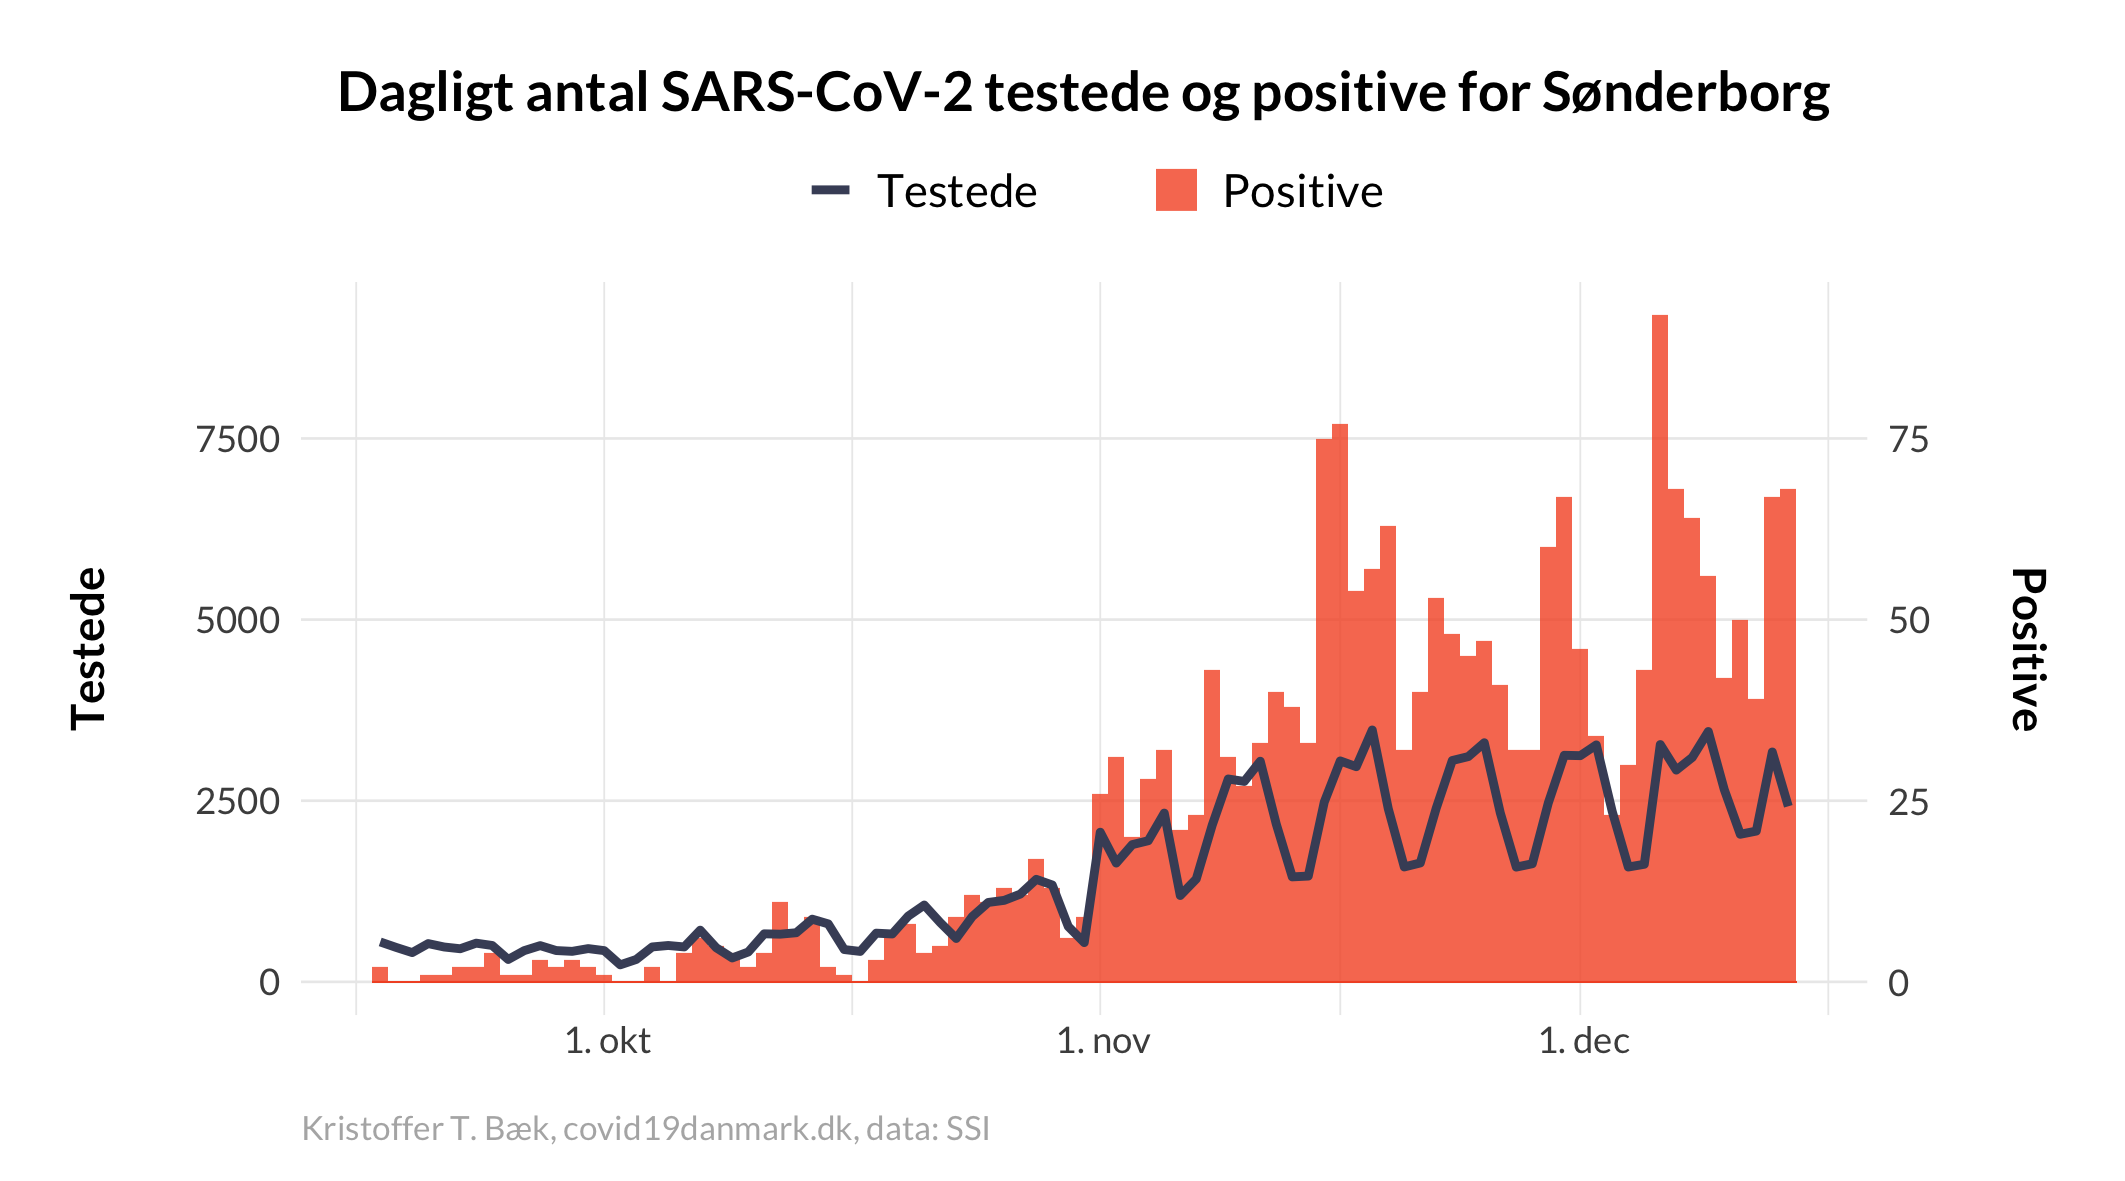 Dagligt antal SARS-CoV-2 testede og positive for Sønderborg
Testede
Positive
7500
5000
2500
0
Testede
75
50
25
0
Positive
1. okt
1. nov
1. dec
Kristoffer T. Bæk, covid19danmark.dk, data: SSI